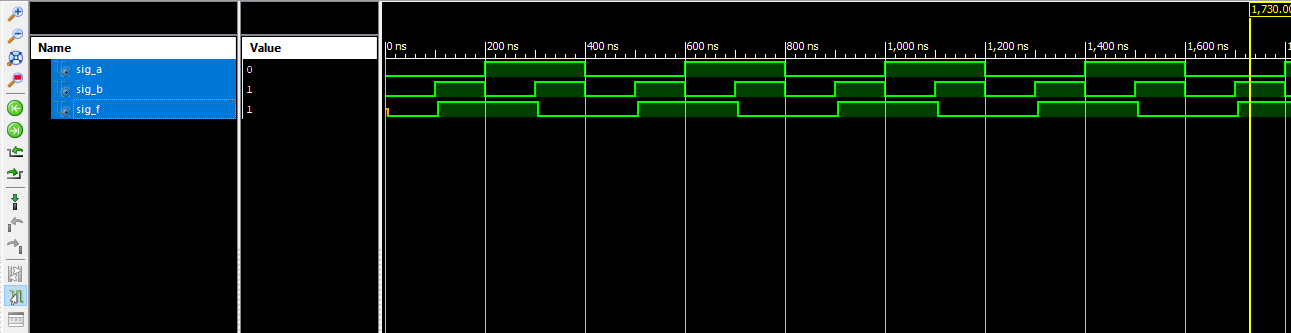 1,730.00
Name Value
0 ns 200 ns 400 ns 600 ns 800 ns 1,000 ns 1,200 ns 1,400 ns 1,600 ns 1
sig_a 0
sig_b 1
sig_f 1